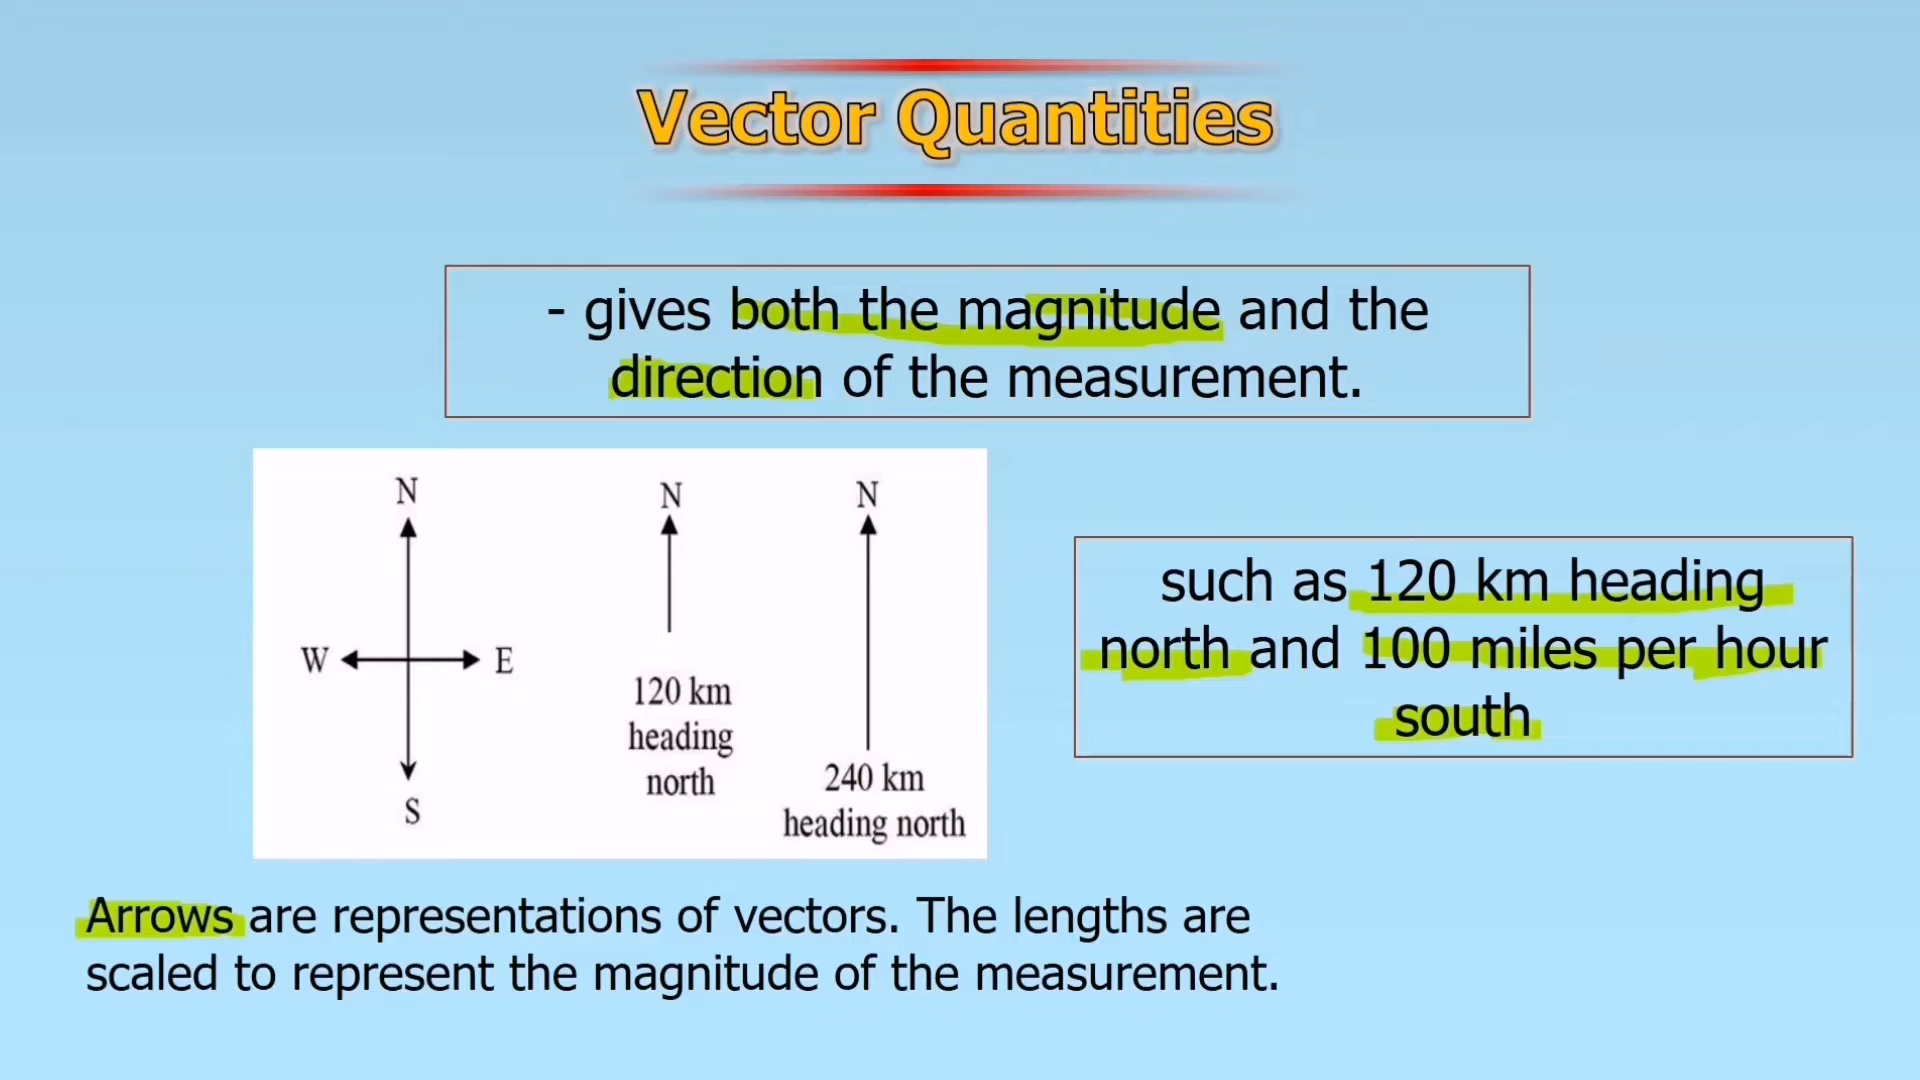 Vector Quantities
- gives both the magnitude and the
direction of the measurement.
N
W
E
S
N
120 km
heading
north
N
240 km
heading north
such as 120 km heading
north and 100 miles per hour
south
Arrows are representations of vectors. The lengths are
scaled to represent the magnitude of the measurement.